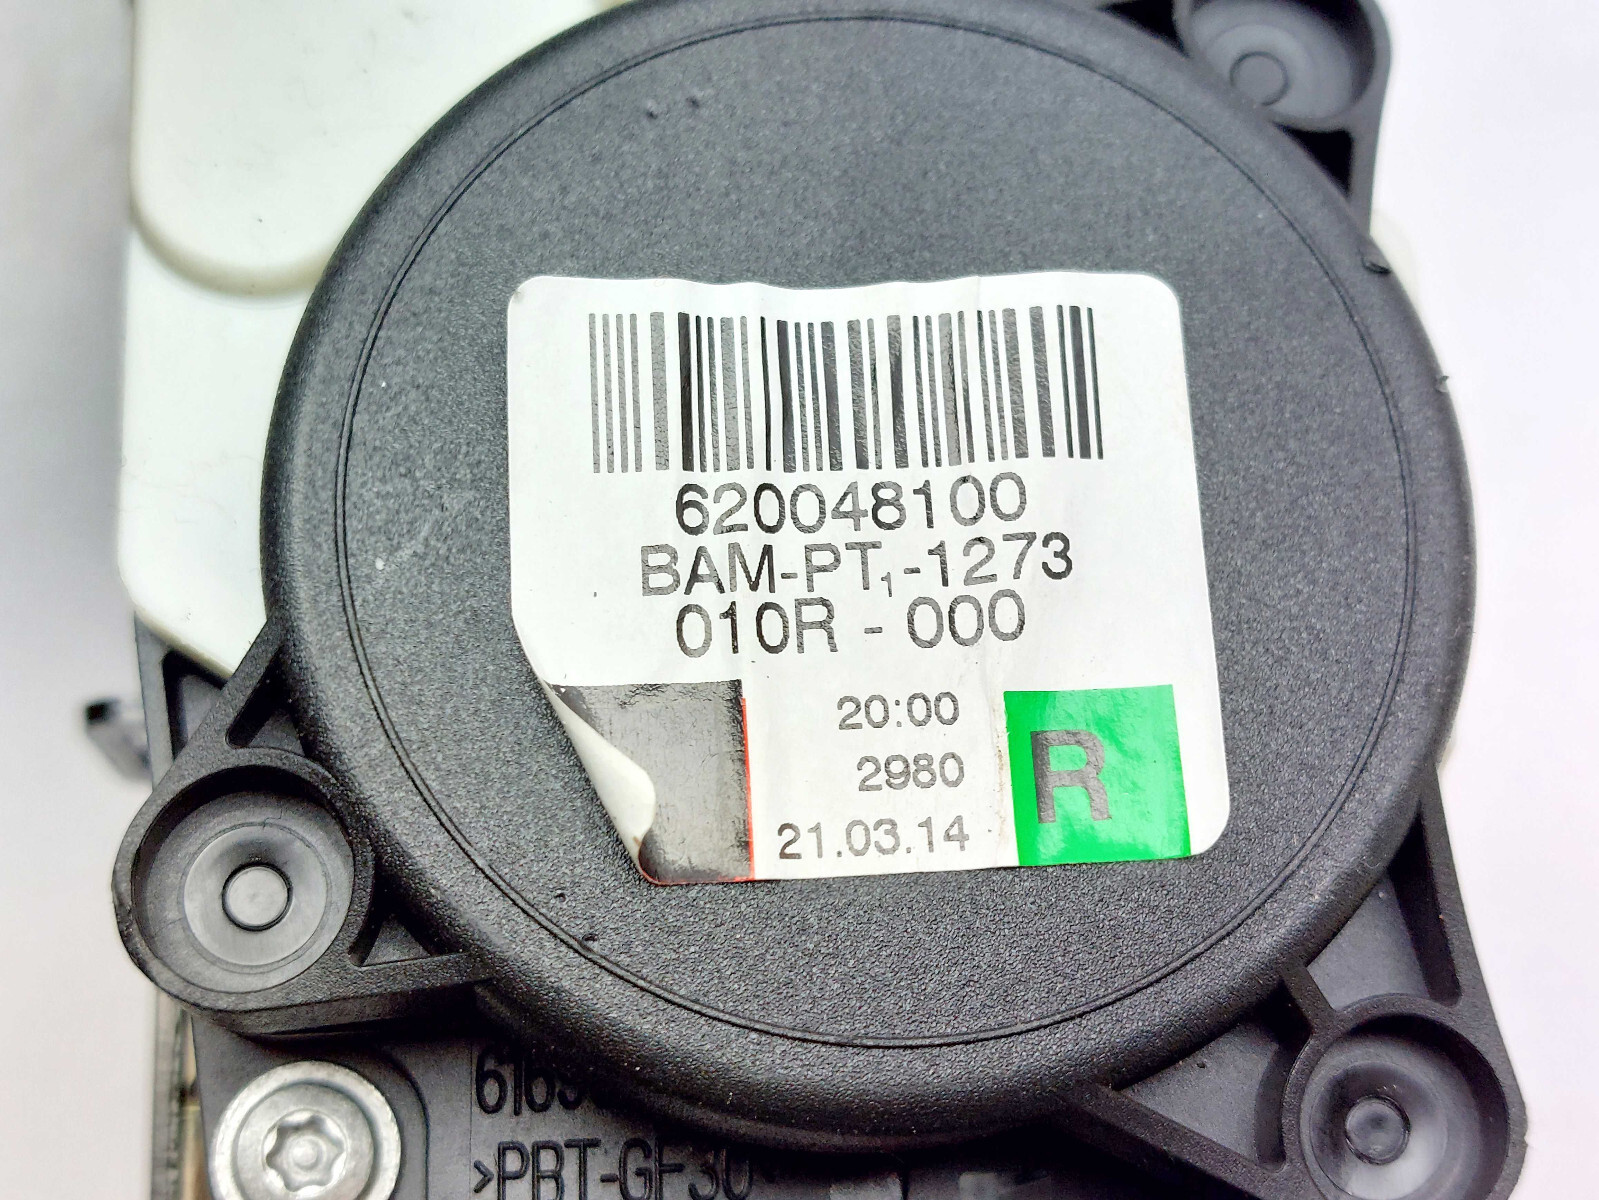 620048100
BAM-PT1-1273
010R - 000
20:00
2980
R
21.03.14
>PBT-GF30